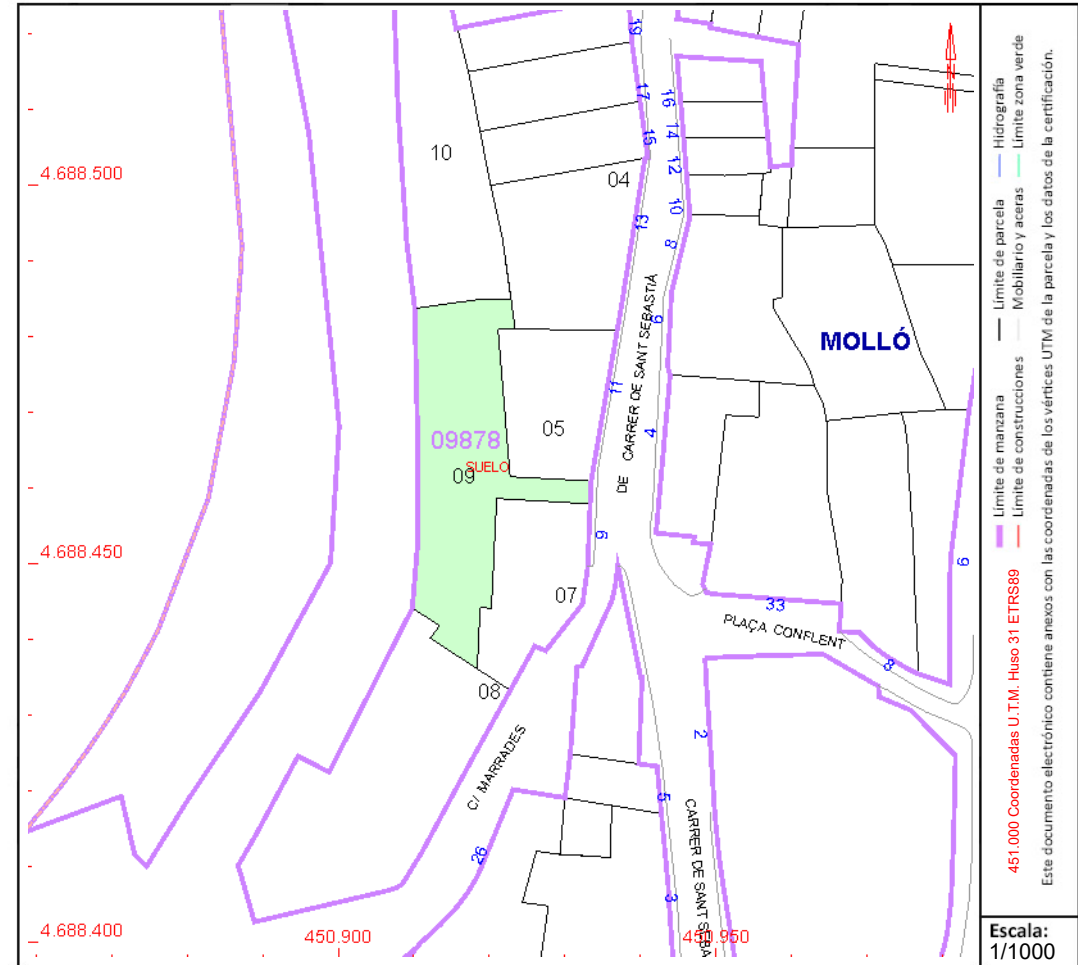 19
17
16
15
14
12
10
04
10
13
8
4.688.500
DE CARRER DE SANT SEBASTIÀ
6
MOLLÓ
11
05
4
09878
SUELO
09
9
4.688.450
07
33
PLAÇA CONFLENT
9
8
08
2
C/ MARRADES
5
26
CARRER DE SANT SEBA
3
4.688.400
450.900
450.950
Límite de manzana
Límite de parcela
Hidrografía
Límite de construcciones
Mobiliario y aceras
Límite zona verde
451.000 Coordenadas U.T.M. Huso 31 ETRS89
Este documento electrónico contiene anexos con las coordenadas de los vértices UTM de la parcela y los datos de la certificación.
Escala:
1/1000